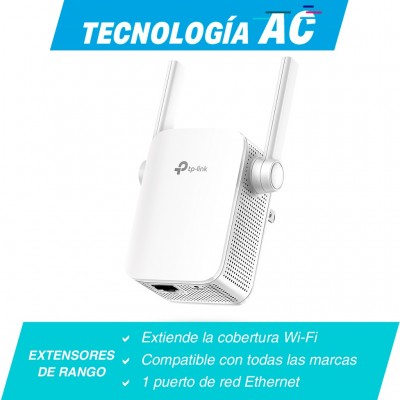 TECNOLOGÍA AC
tp-link
EXTENSORES
DE RANGO
Extiende la cobertura Wi-Fi
Compatible con todas las marcas
1 puerto de red Ethernet